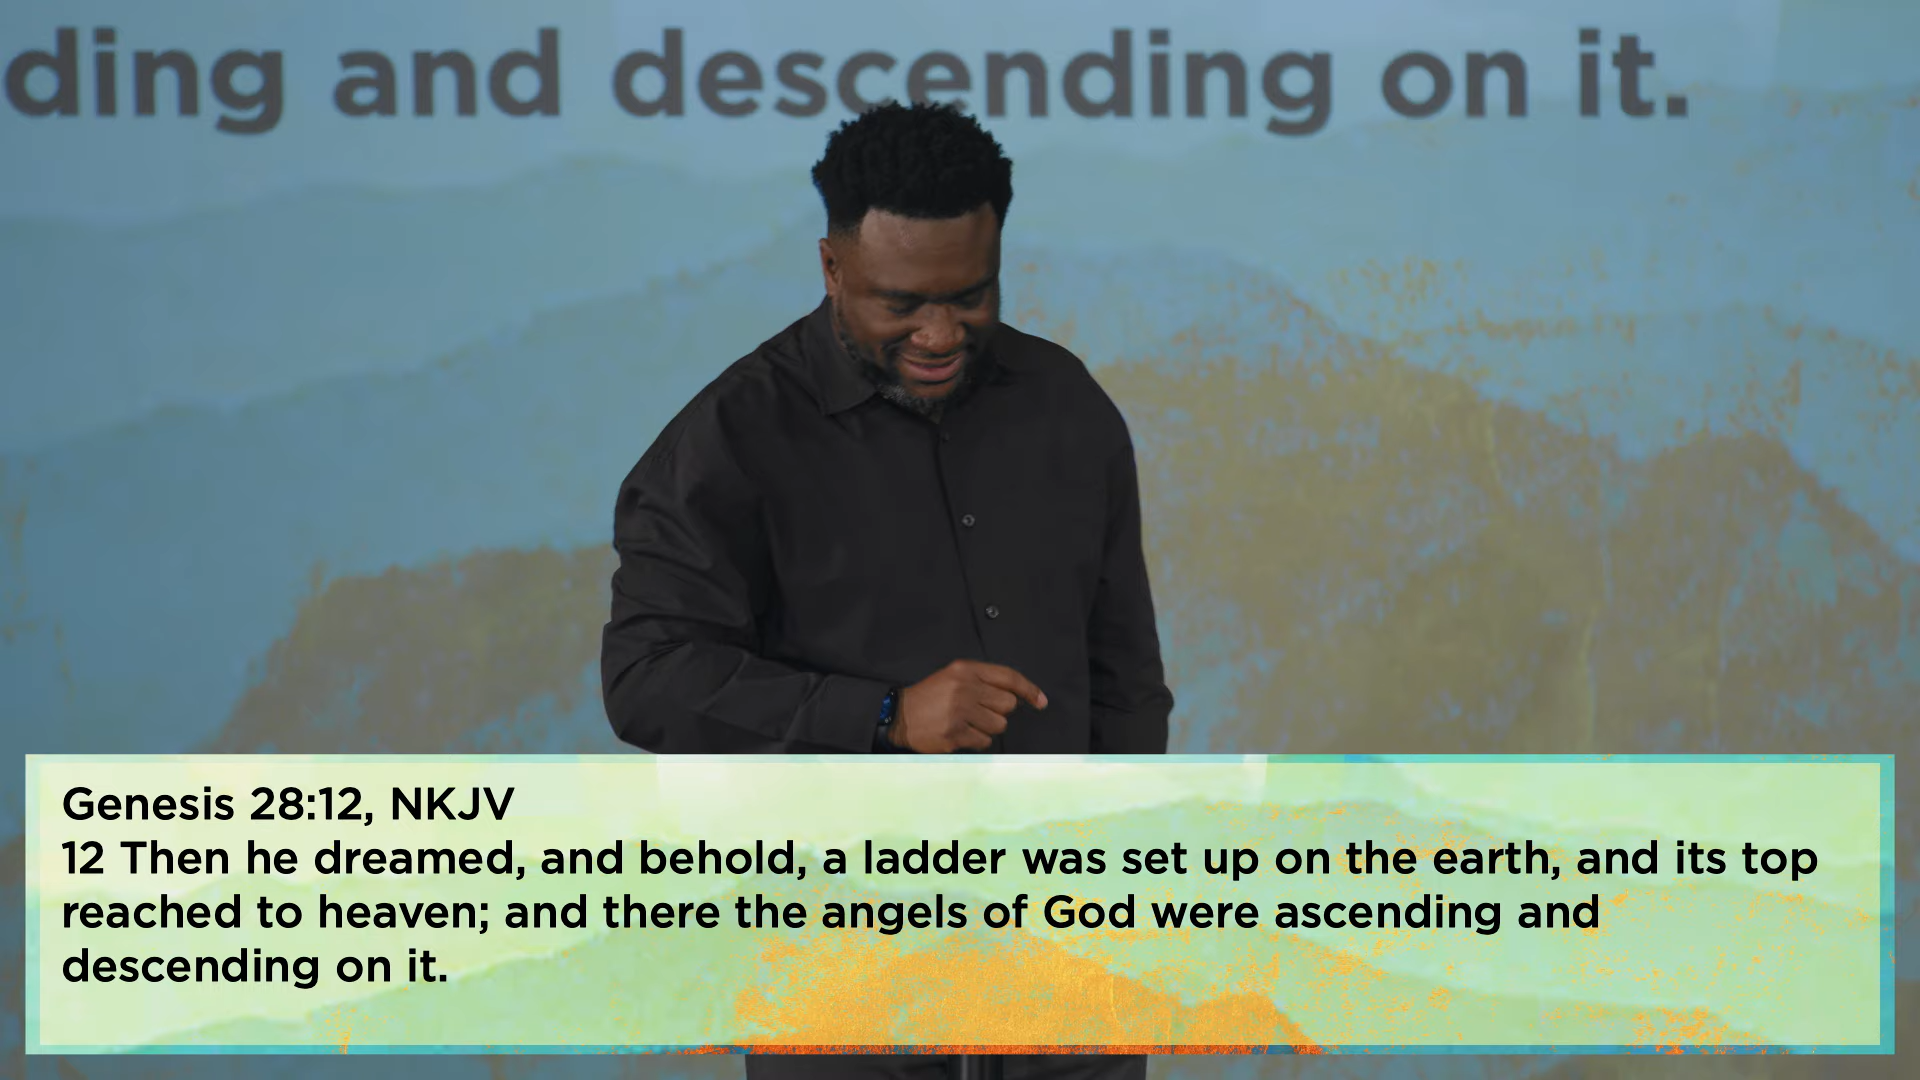 ding and descending on it.
Genesis 28:12, NKJV
12 Then he dreamed, and behold, a ladder was set up on the earth, and its top
reached to heaven; and there the angels of God were ascending and
descending on it.